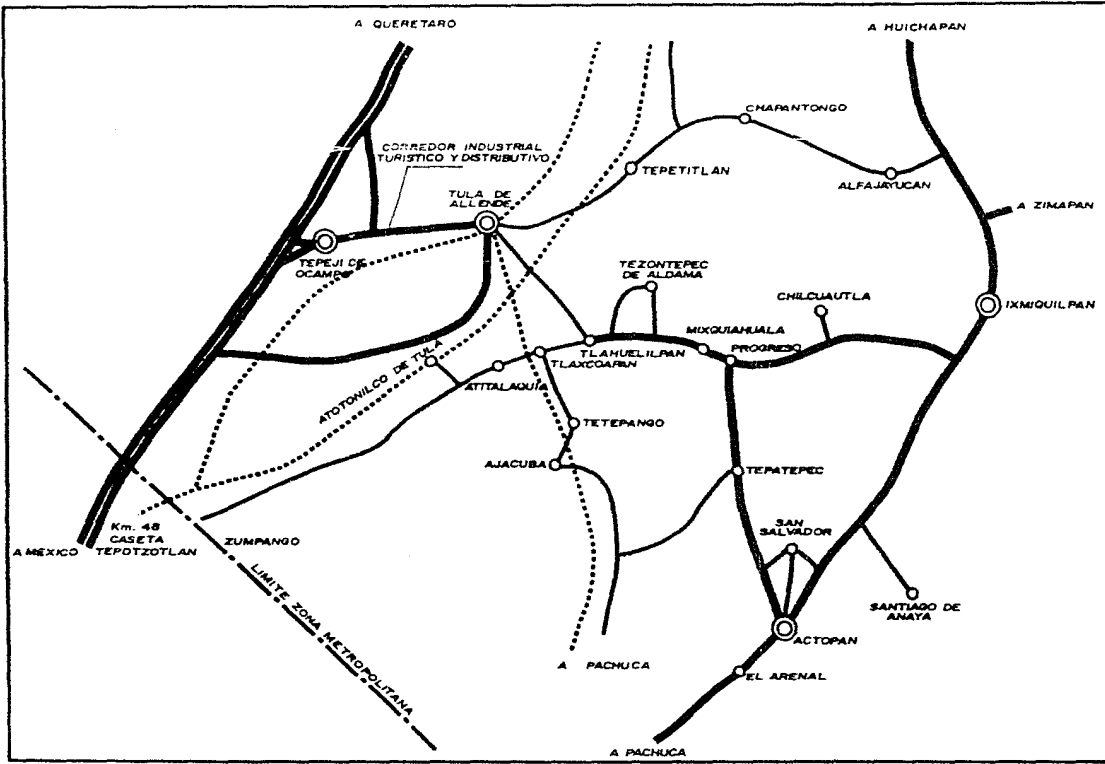 A QUERETARO
A HUICHAPAN
CHAPANTONGO
CORREDOR INDUSTRIAL
TURISTICO Y DISTRIBUTIVO
TEPETITLAN
ALFAJAYUCAN
TULA DE
ALLENDE
A ZIMAPAN
TEPEJI DE
OCAMPO
TEZONTEPEC
DE ALDAMA
CHILCUAUTLA
IXMIQUILPAN
MIXQUIAHUALA
PROGRESO
TLAHUELILPAN
TLAXCOAPAN
ATOTONILCO DE TULA
ATITALAQUIA
TETEPANGO
AJACUBA
TEPATEPEC
Km. 48
CASETA
TEPOTZOTLAN
A MEXICO
ZUMPANGO
SAN
SALVADOR
LIMITE ZONA METROPOLITANA
SANTIAGO DE
ANAYA
ACTOPAN
A PACHUCA
EL ARENAL
A PACHUCA